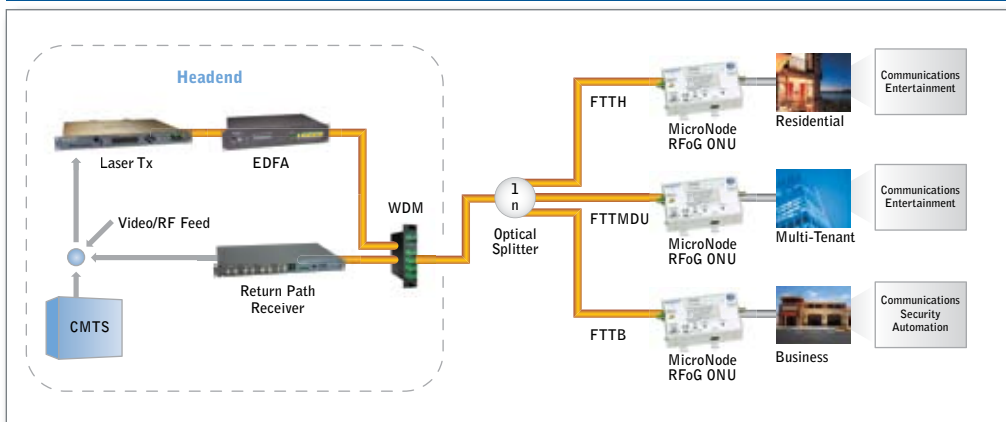 Headend
Laser Tx
EDFA
Video/RF Feed
WDM
Return Path
Receiver
CMTS
1
n
Optical
Splitter
FTTH
MicroNode
RFoG ONU
Residential
Communications
Entertainment
FTTMDU
MicroNode
RFoG ONU
Multi-Tenant
Communications
Entertainment
FTTB
MicroNode
RFoG ONU
Business
Communications
Security
Automation